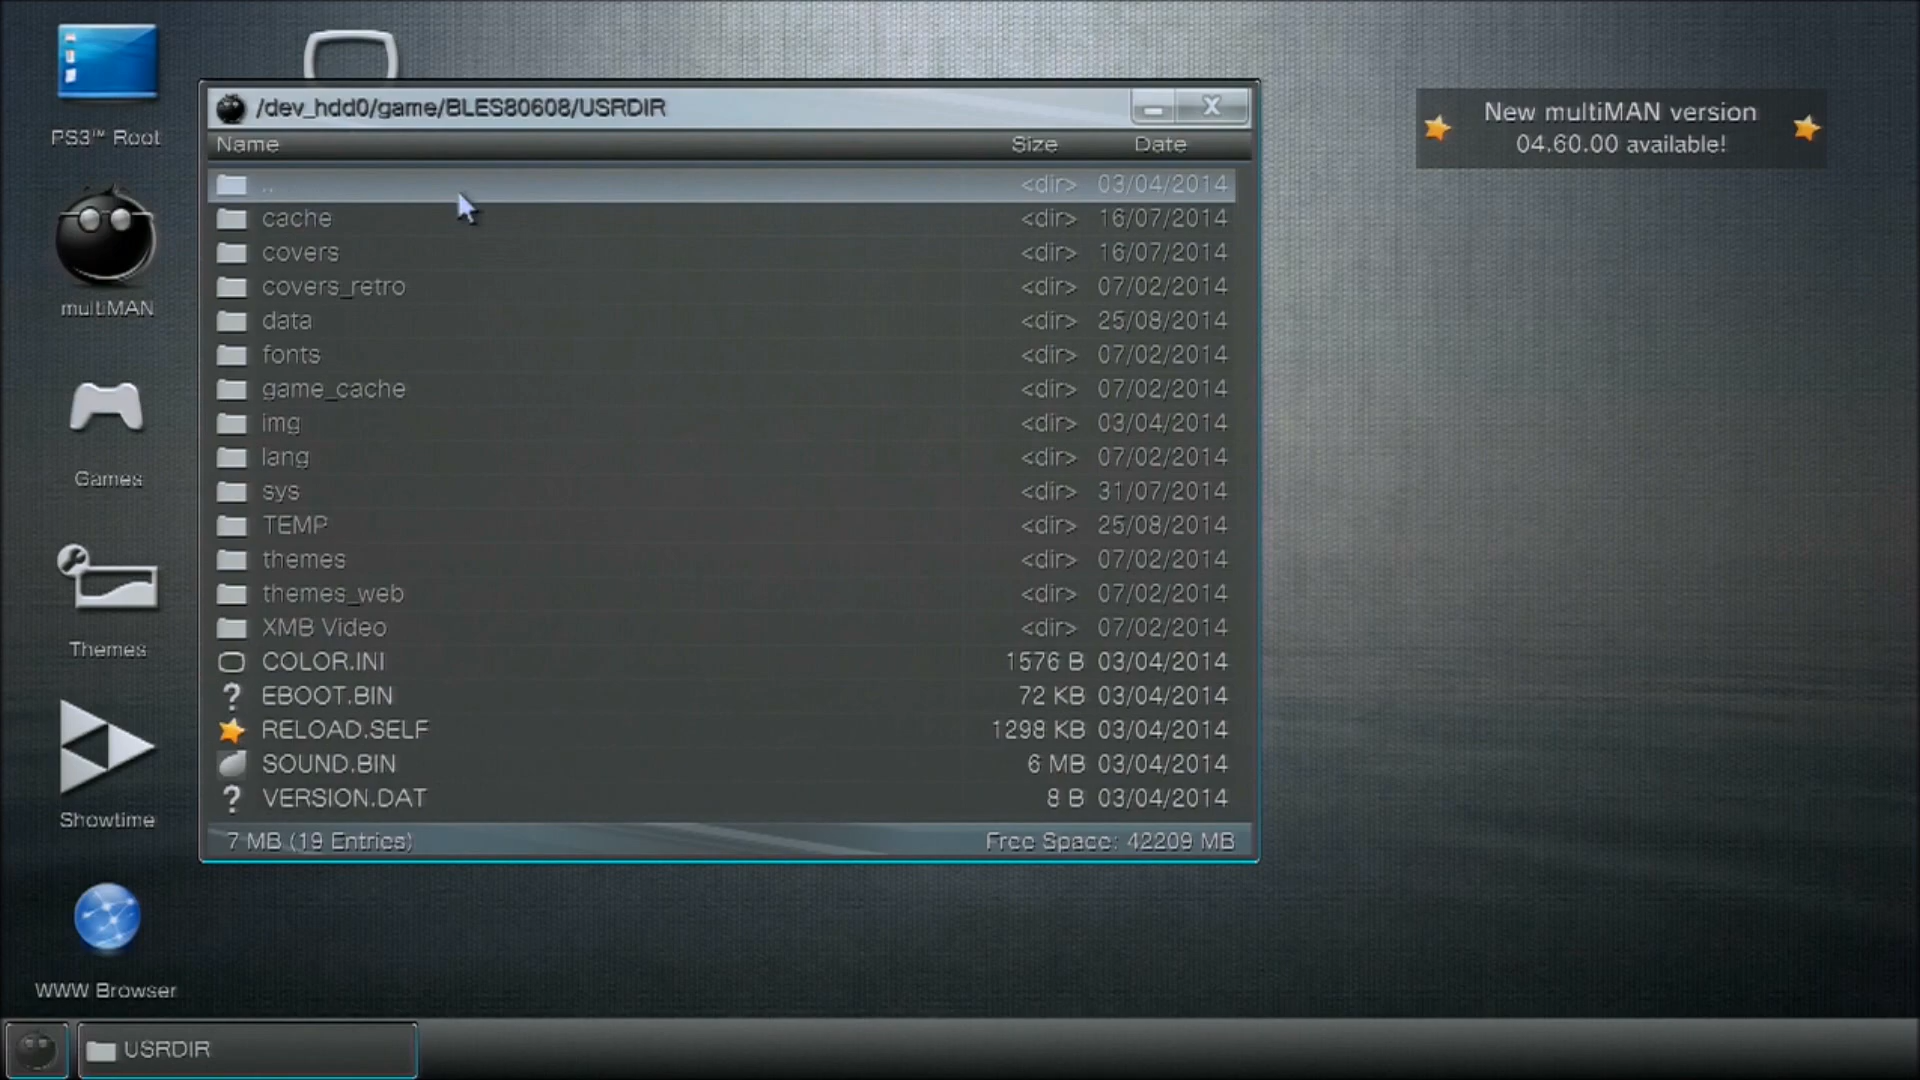 PS3™ Root
multiMAN
Games
Themes
Showtime
WWW Browser
/dev_hdd0/game/BLES80608/USRDIR
X
Name Size Date
.. <dir> 03/04/2014
cache <dir> 16/07/2014
covers <dir> 16/07/2014
covers_retro <dir> 07/02/2014
data <dir> 25/08/2014
fonts <dir> 07/02/2014
game_cache <dir> 07/02/2014
img <dir> 03/04/2014
lang <dir> 07/02/2014
sys <dir> 31/07/2014
TEMP <dir> 25/08/2014
themes <dir> 07/02/2014
themes_web <dir> 07/02/2014
XMB Video <dir> 07/02/2014
COLOR.INI 1576 B 03/04/2014
? EBOOT.BIN 72 KB 03/04/2014
RELOAD.SELF 1298 KB 03/04/2014
SOUND.BIN 6 MB 03/04/2014
? VERSION.DAT 8 B 03/04/2014
7 MB (19 Entries) Free Space: 42209 MB
New multiMAN version
04.60.00 available!
USRDIR